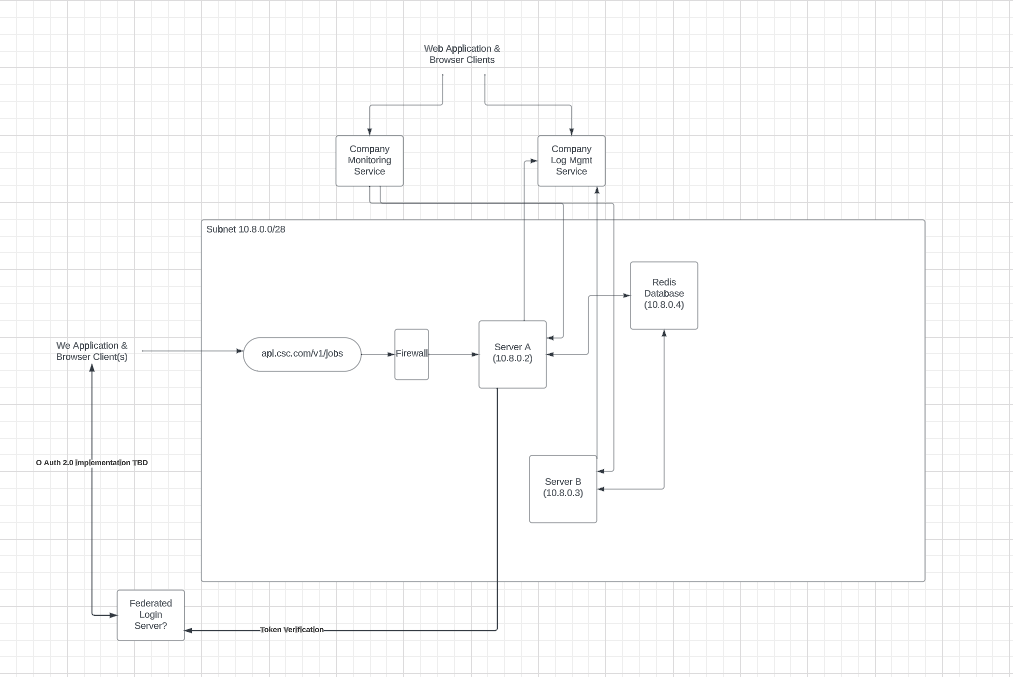 Web Application &
Browser Clients
Company
Monitoring
Service
Company
Log Mgmt
Service
Subnet 10.8.0.0/28
Redis
Database
(10.8.0.4)
We Application &
Browser Client(s)
api.csc.com/v1/jobs
Firewall
Server A
(10.8.0.2)
O Auth 2.0 implementation TBD
Server B
(10.8.0.3)
Federated
Login
Server?
Token Verification